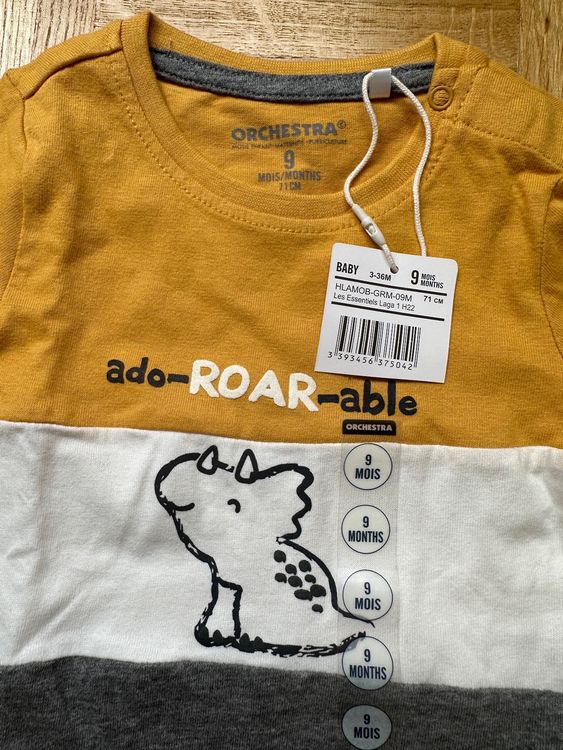 ORCHESTRA
9
MOIS/MONTHS
71 CM
BABY 3-36M 9 MOIS MONTHS
HLAMOB-GRM-09M 71 CM
Les Essentiels Laga 1 H22
3 393456 375042
ado-ROAR-able
ORCHESTRA
9
MOIS
9
MONTHS
9
MOIS
9
MONTHS
9
MOIS